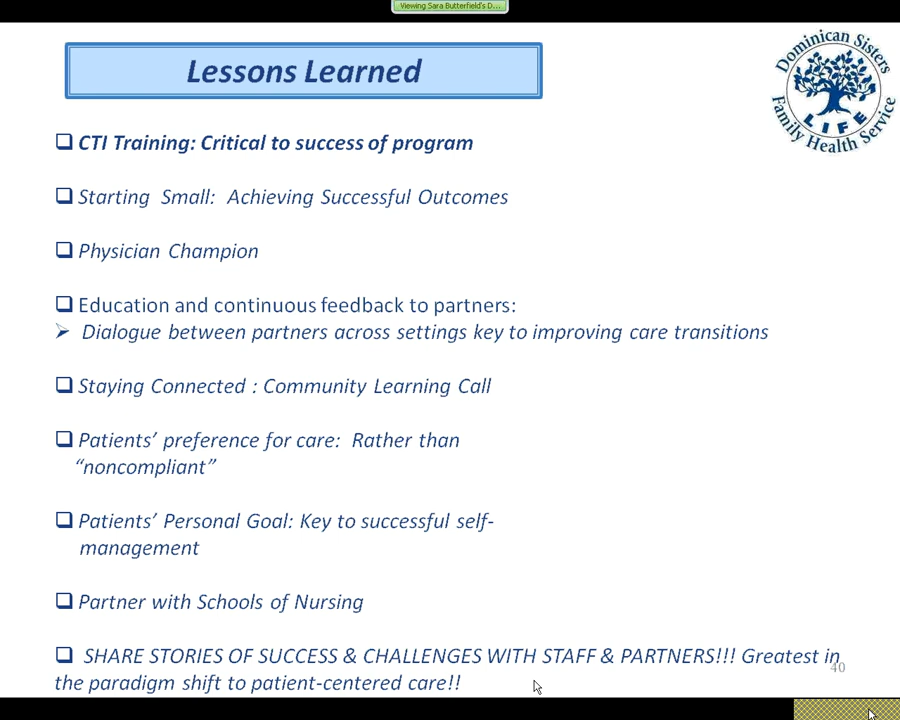 Viewing Sara Butterfield's D...
Lessons Learned
Dominican Sisters
LIFE
Family Health Service
CTI Training: Critical to success of program
Starting Small: Achieving Successful Outcomes
Physician Champion
Education and continuous feedback to partners:
Dialogue between partners across settings key to improving care transitions
Staying Connected : Community Learning Call
Patients' preference for care: Rather than
"noncompliant"
Patients' Personal Goal: Key to successful self-
management
Partner with Schools of Nursing
SHARE STORIES OF SUCCESS & CHALLENGES WITH STAFF & PARTNERS!!! Greatest in
the paradigm shift to patient-centered care!!
40